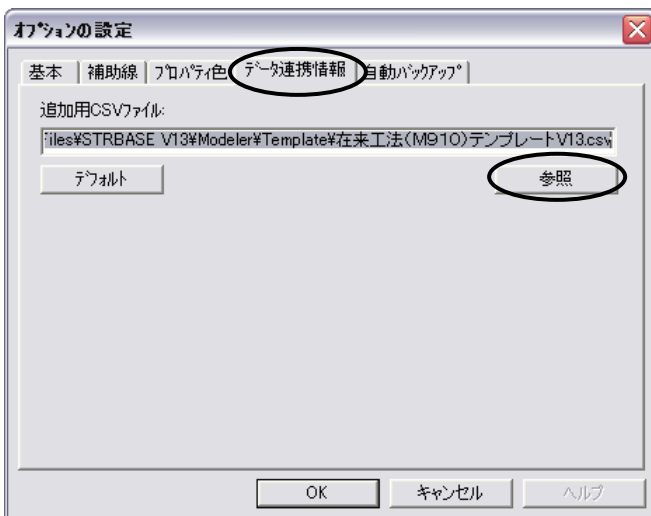 ｵﾌﾟｼｮﾝの設定
基本 補助線 ﾌﾟﾛﾊﾟﾃｨ色 ﾃﾞｰﾀ連携情報 自動ﾊﾞｯｸｱｯﾌﾟ
追加用CSVﾌｧｲﾙ:
iles¥STRBASE V13¥Modeler¥Template¥在来工法(M910)テンプレートV13.csv
ﾃﾞﾌｫﾙﾄ 参照
OK キャンセル ヘルプ